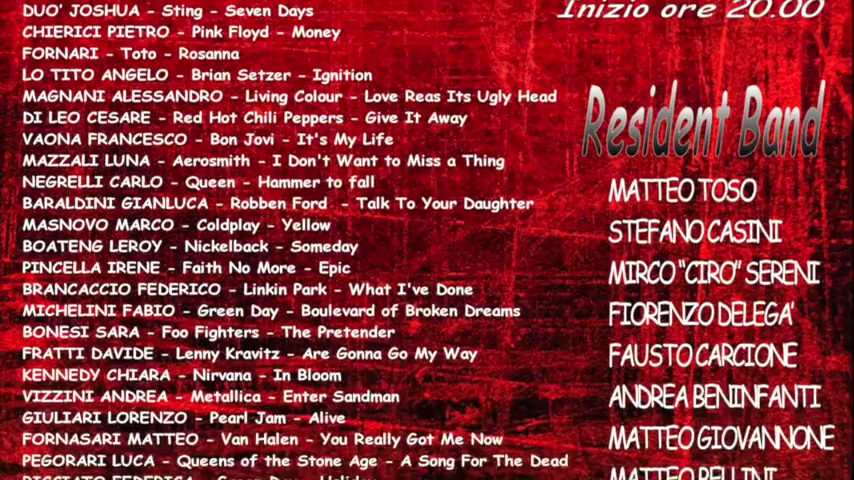 DUO' JOSHUA - Sting - Seven Days
CHIERICI PIETRO - Pink Floyd - Money
FORNARI - Toto - Rosanna
LO TITO ANGELO - Brian Setzer - Ignition
MAGNANI ALESSANDRO - Living Colour - Love Reas Its Ugly Head
DI LEO CESARE - Red Hot Chili Peppers - Give It Away
VAONA FRANCESCO - Bon Jovi - It's My Life
MAZZALI LUNA - Aerosmith - I Don't Want to Miss a Thing
NEGRELLI CARLO - Queen - Hammer to fall
BARALDINI GIANLUCA - Robben Ford - Talk To Your Daughter
MASNOVO MARCO - Coldplay - Yellow
BOATENG LEROY - Nickelback - Someday
PINCELLA IRENE - Faith No More - Epic
BRANCACCIO FEDERICO - Linkin Park - What I've Done
MICHELINI FABIO - Green Day - Boulevard of Broken Dreams
BONESI SARA - Foo Fighters - The Pretender
FRATTI DAVIDE - Lenny Kravitz - Are Gonna Go My Way
KENNEDY CHIARA - Nirvana - In Bloom
VIZZINI ANDREA - Metallica - Enter Sandman
GIULIARI LORENZO - Pearl Jam - Alive
FORNASARI MATTEO - Van Halen - You Really Got Me Now
PEGORARI LUCA - Queens of the Stone Age - A Song For The Dead
Inizio ore 20.00
Resident Band
MATTEO TOSO
STEFANO CASINI
MIRCO "CIRO" SERENI
FIORENZO DELEGA'
FAUSTO CARCIONE
ANDREA BENINFANTI
MATTEO GIOVANNONE
MATTEO BELLINI